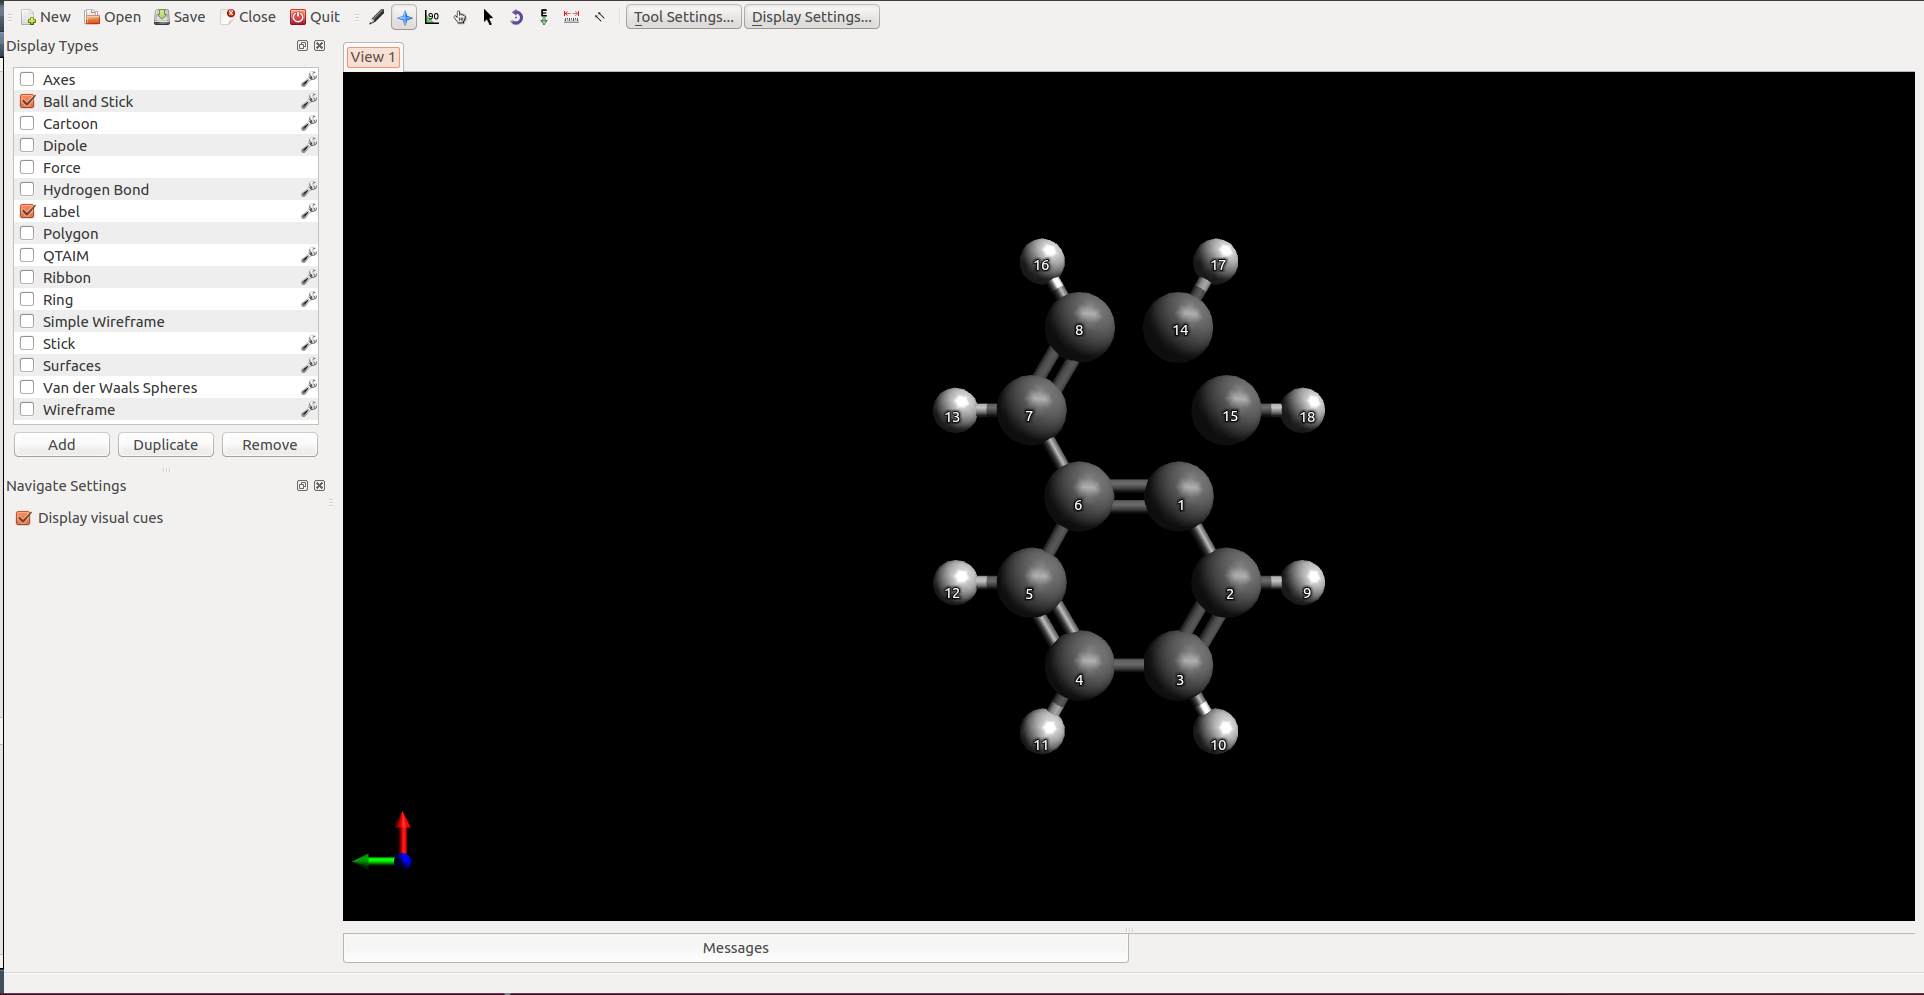 New Open Save Close Quit 90 E Tool Settings... Display Settings...
Display Types
View 1
Axes
Ball and Stick
Cartoon
Dipole
Force
Hydrogen Bond
Label
Polygon
QTAIM
Ribbon
Ring
Simple Wireframe
Stick
Surfaces
Van der Waals Spheres
Wireframe
Add Duplicate Remove
Navigate Settings
Display visual cues
16 17
8 14
13 7 15 18
6 1
12 5 2 9
4 3
11 10
Messages